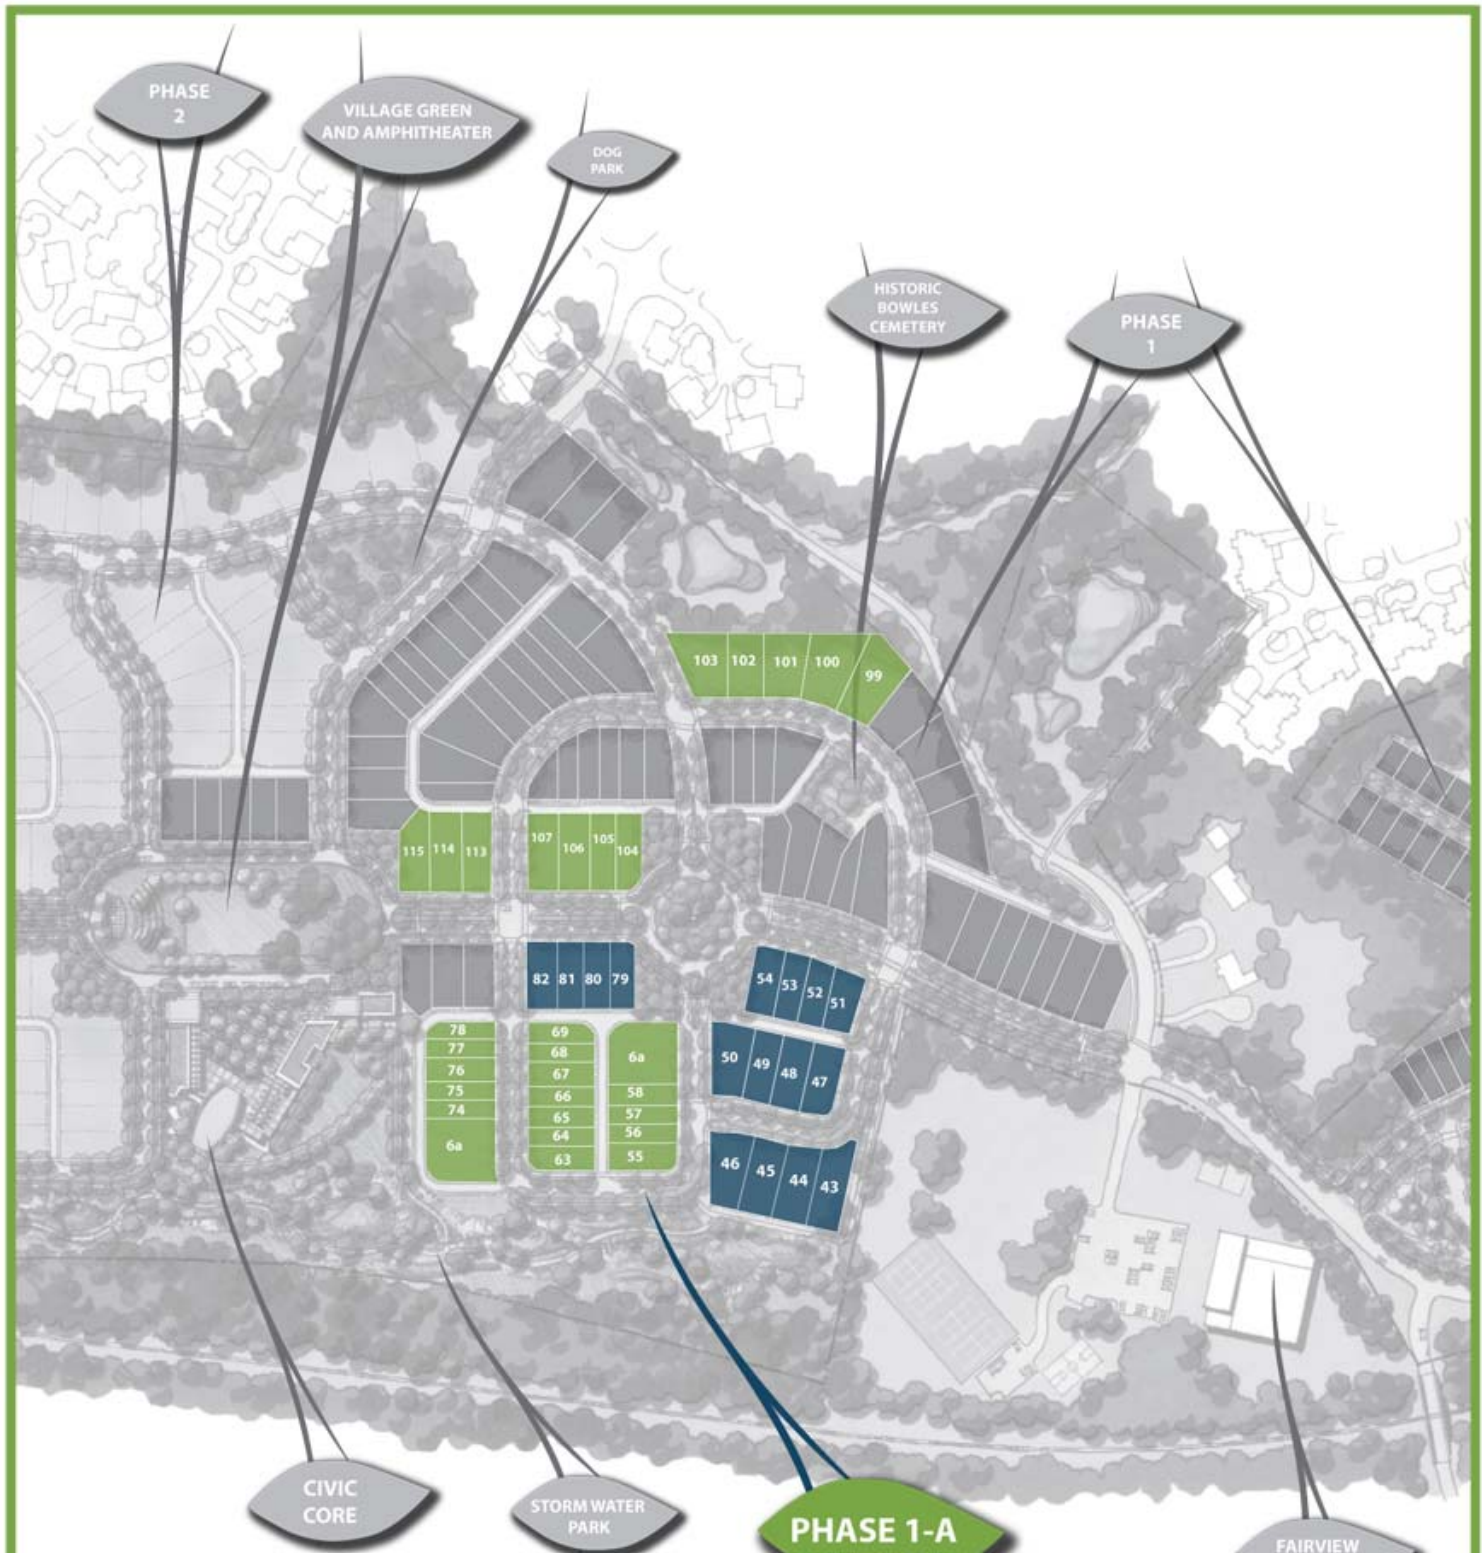 PHASE
2
VILLAGE GREEN
AND AMPHITHEATER
DOG
PARK
HISTORIC
BOWLES
CEMETERY
PHASE
1
103 102 101 100 99
115 114 113
107 106 105 104
82 81 80 79
54 53 52 51
50 49 48 47
46 45 44 43
78
77
76
75
74
6a
69
68
67
66
65
64
63
6a
58
57
56
55
CIVIC
CORE
STORM WATER
PARK
PHASE 1-A
FAIRVIEW